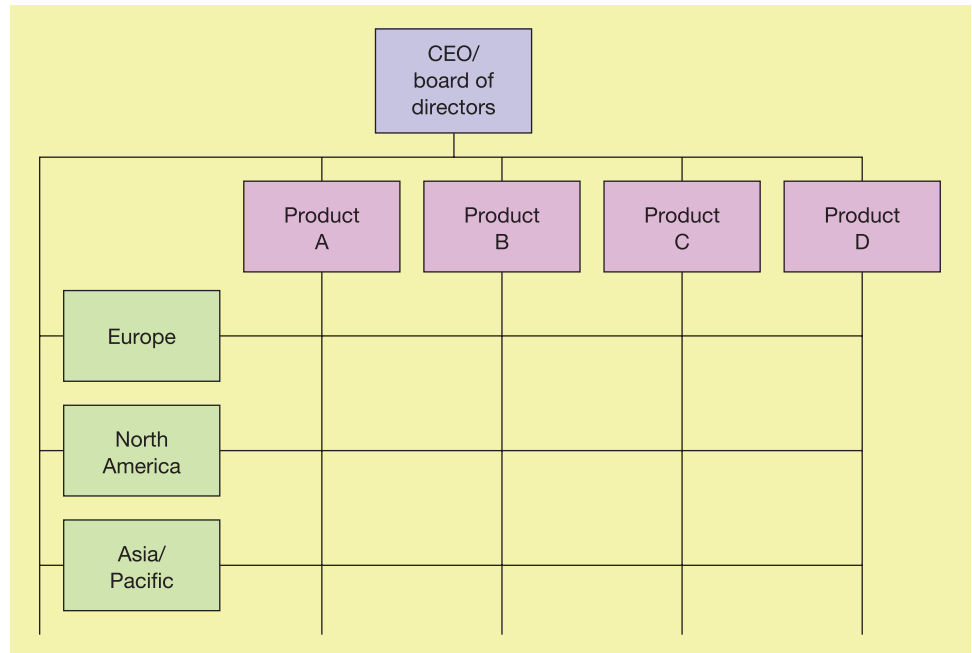 CEO/
board of
directors
Product
A
Product
B
Product
C
Product
D
Europe
North
America
Asia/
Pacific